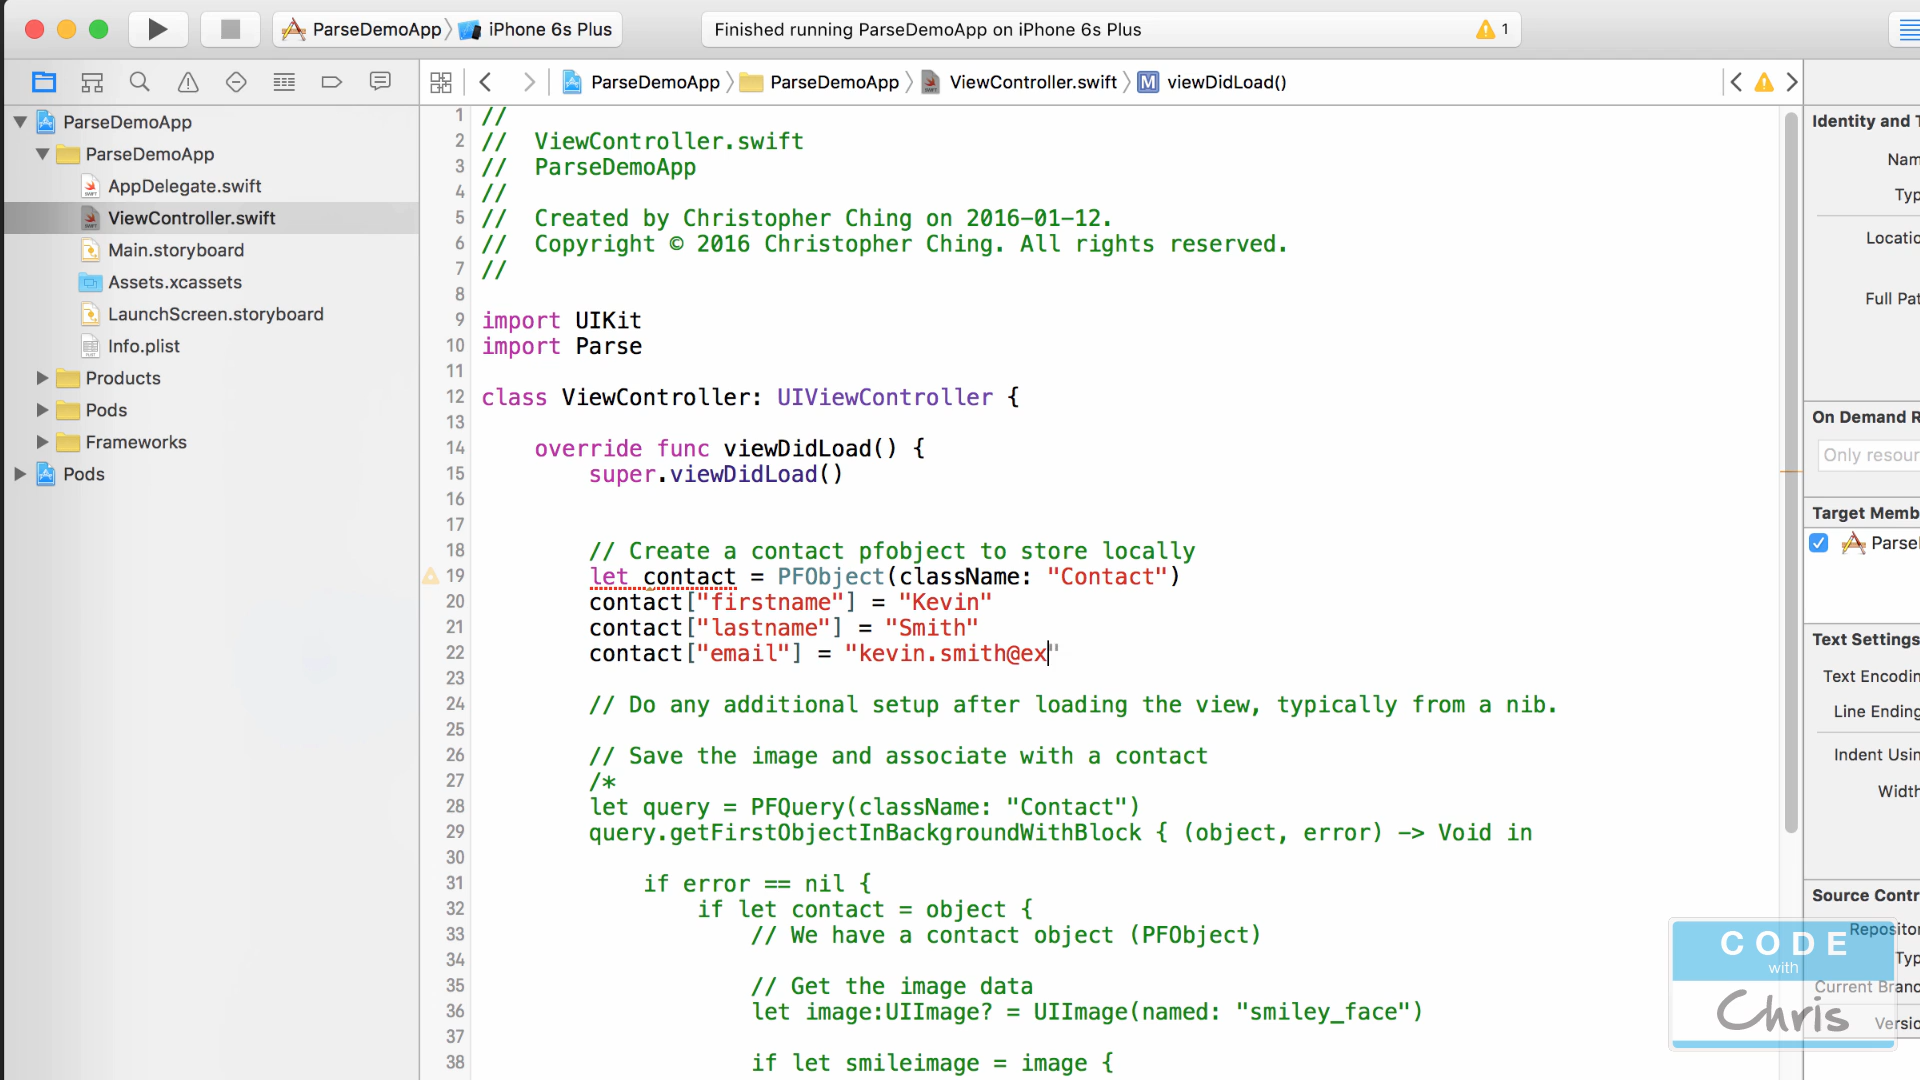 ParseDemoApp
iPhone 6s Plus
Finished running ParseDemoApp on iPhone 6s Plus
1
ParseDemoApp
ParseDemoApp
ViewController.swift
M
viewDidLoad()
ParseDemoApp
ParseDemoApp
AppDelegate.swift
ViewController.swift
Main.storyboard
Assets.xcassets
LaunchScreen.storyboard
Info.plist
Products
Pods
Frameworks
Pods
1 //
2 //  ViewController.swift
3 //  ParseDemoApp
4 //
5 //  Created by Christopher Ching on 2016-01-12.
6 //  Copyright © 2016 Christopher Ching. All rights reserved.
7 //
8
9 import UIKit
10 import Parse
11
12 class ViewController: UIViewController {
13
14     override func viewDidLoad() {
15         super.viewDidLoad()
16
17
18         // Create a contact pfobject to store locally
19         let contact = PFObject(className: "Contact")
20         contact["firstname"] = "Kevin"
21         contact["lastname"] = "Smith"
22         contact["email"] = "kevin.smith@ex"
23
24         // Do any additional setup after loading the view, typically from a nib.
25
26         // Save the image and associate with a contact
27         /*
28         let query = PFQuery(className: "Contact")
29         query.getFirstObjectInBackgroundWithBlock { (object, error) -> Void in
30
31             if error == nil {
32                 if let contact = object {
33                     // We have a contact object (PFObject)
34
35                     // Get the image data
36                     let image:UIImage? = UIImage(named: "smiley_face")
37
38                     if let smileimage = image {
Identity and T
Nam
Typ
Locatio
Full Pat
On Demand R
Only resour
Target Memb
Parse
Text Settings
Text Encodin
Line Ending
Indent Usin
Width
Source Contr
Reposito
Typ
Current Branc
Versio
CODE
with
Chris